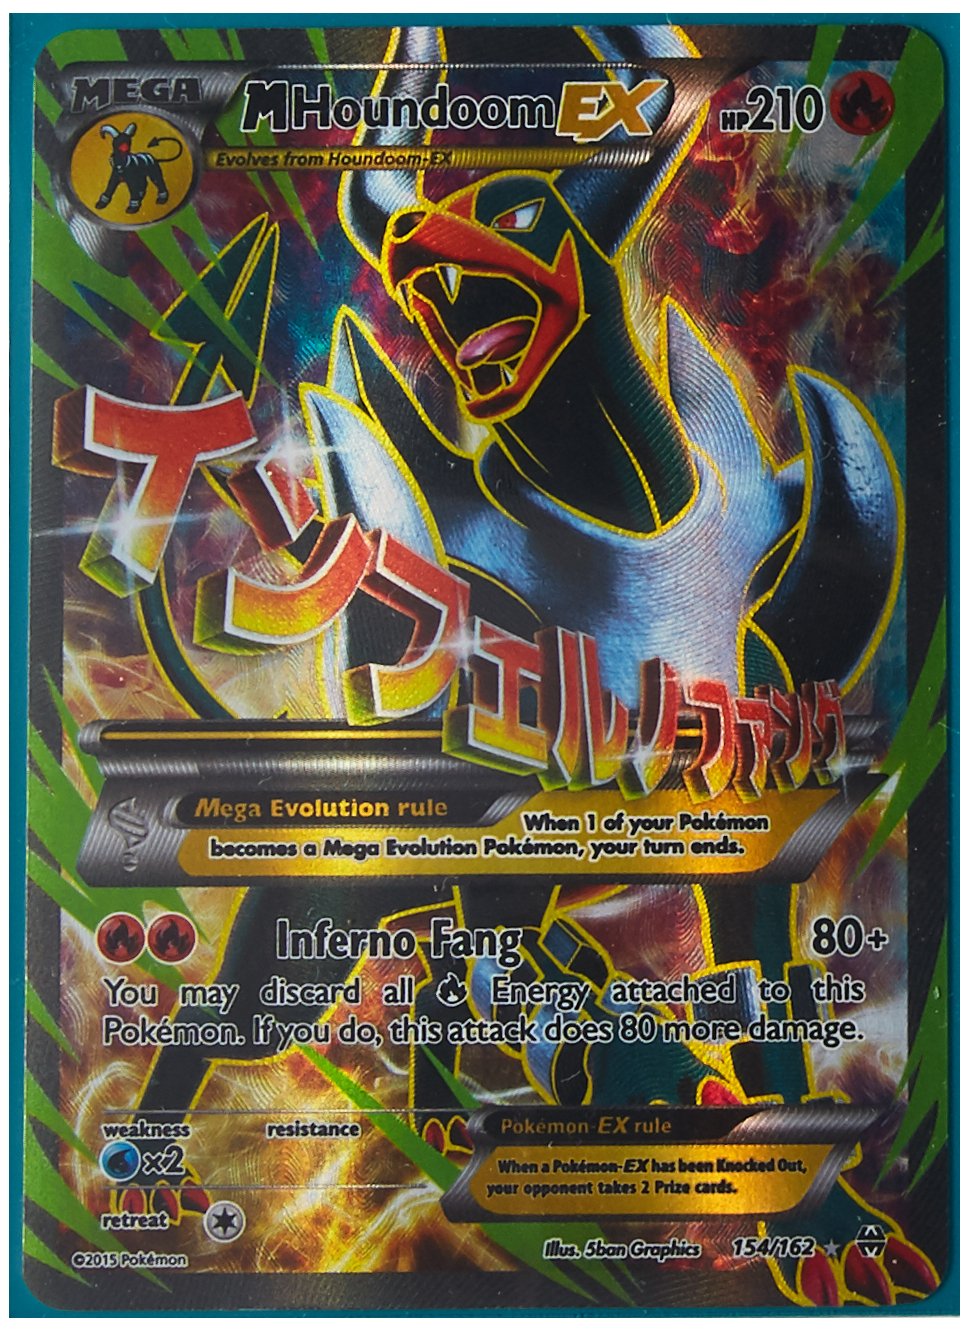 MEGA
MHoundoomEX
HP210
Evolves from Houndoom-EX
インフェルノファング
Mega Evolution rule
When 1 of your Pokémon
becomes a Mega Evolution Pokémon, your turn ends.
Inferno Fang 80+
You may discard all Energy attached to this
Pokémon. If you do, this attack does 80 more damage.
weakness resistance
×2
Pokémon-EX rule
When a Pokémon-EX has been Knocked Out,
your opponent takes 2 Prize cards.
retreat
©2015 Pokémon
Illus. 5ban Graphics 154/162